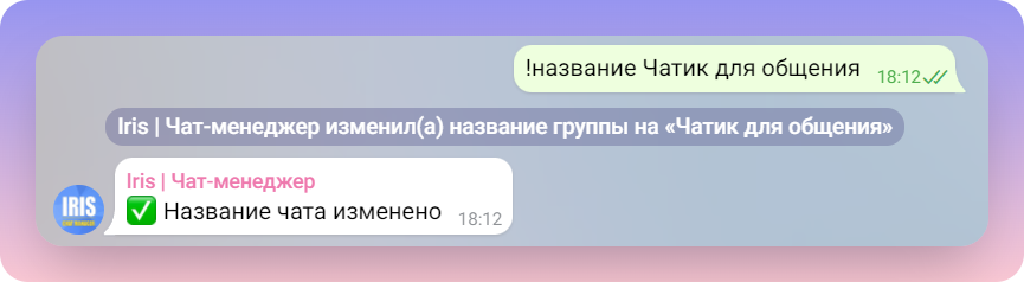 !название Чатик для общения 18:12
Iris | Чат-менеджер изменил(а) название группы на «Чатик для общения»
Iris | Чат-менеджер
IRIS
✅ Название чата изменено 18:12